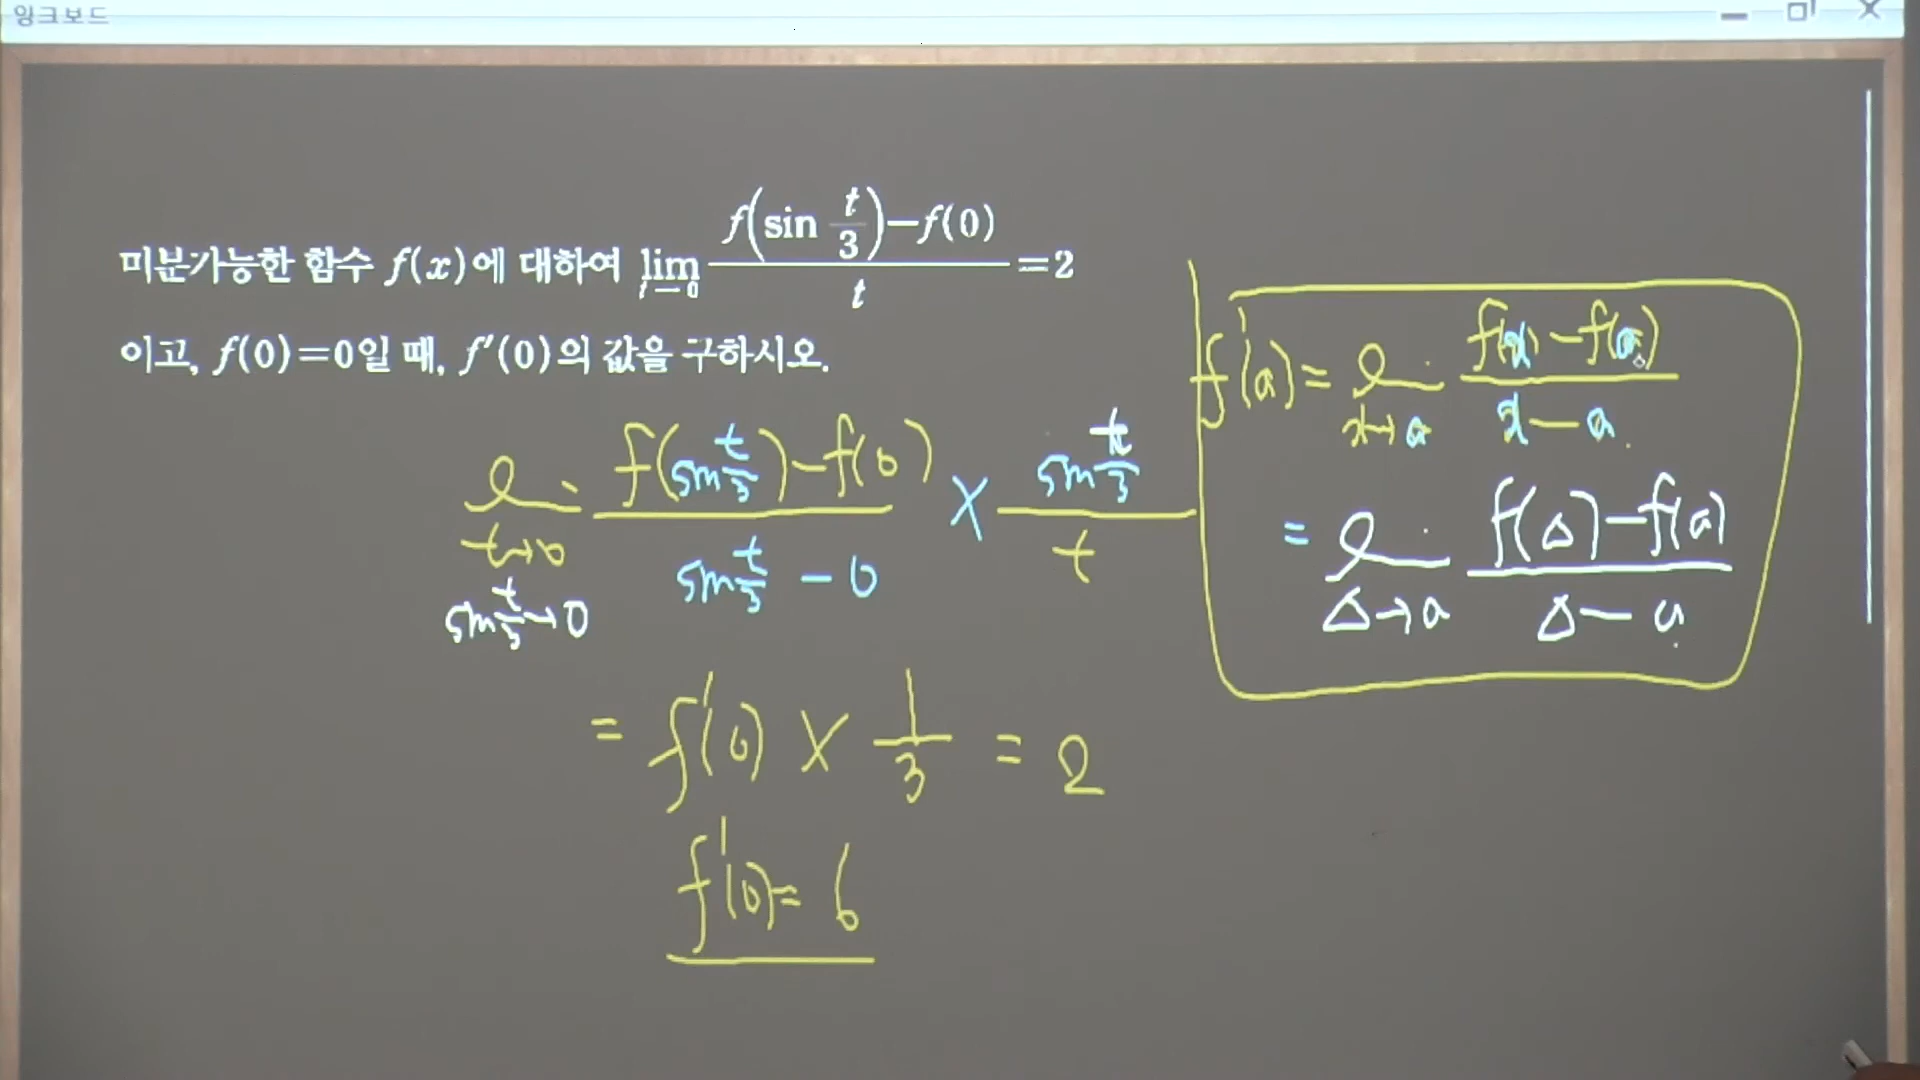 잉크보드
미분가능한 함수 f(x)에 대하여 lim_{t→0} (f(sin t/3)−f(0))/t =2
이고, f(0)=0일 때, f′(0)의 값을 구하시오.
lim_{t→0} (f(sin t/3)−f(0))/(sin t/3 − 0) × (sin t/3)/t
sin t/3 → 0
= f′(0) × 1/3 = 2
f′(0) = 6
f′(a) = lim_{x→a} (f(x)−f(a))/(x−a)
= lim_{△→a} (f(△)−f(a))/(△−a)